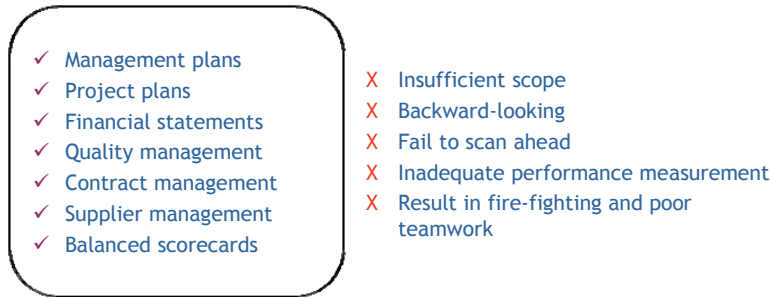 ✓ Management plans
✓ Project plans
✓ Financial statements
✓ Quality management
✓ Contract management
✓ Supplier management
✓ Balanced scorecards
X Insufficient scope
X Backward-looking
X Fail to scan ahead
X Inadequate performance measurement
X Result in fire-fighting and poor
teamwork